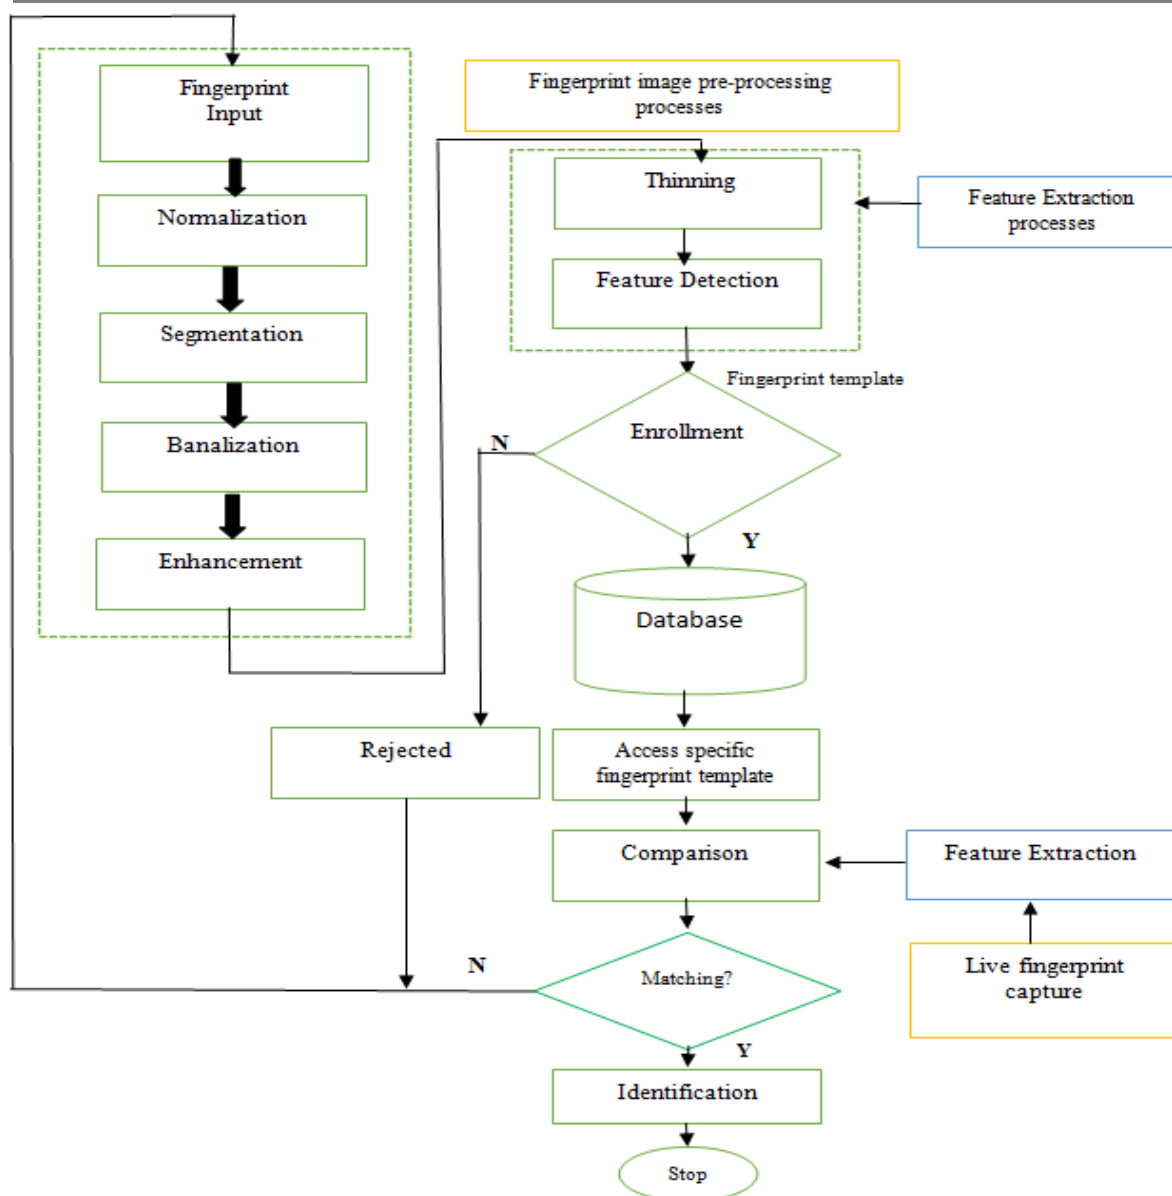 Fingerprint
Input
Normalization
Segmentation
Banalization
Enhancement
Fingerprint image pre-processing
processes
Thinning
Feature Detection
Feature Extraction
processes
Fingerprint template
Enrollment
N
Y
Database
Rejected
Access specific
fingerprint template
Comparison
Feature Extraction
Live fingerprint
capture
Matching?
N
Y
Identification
Stop